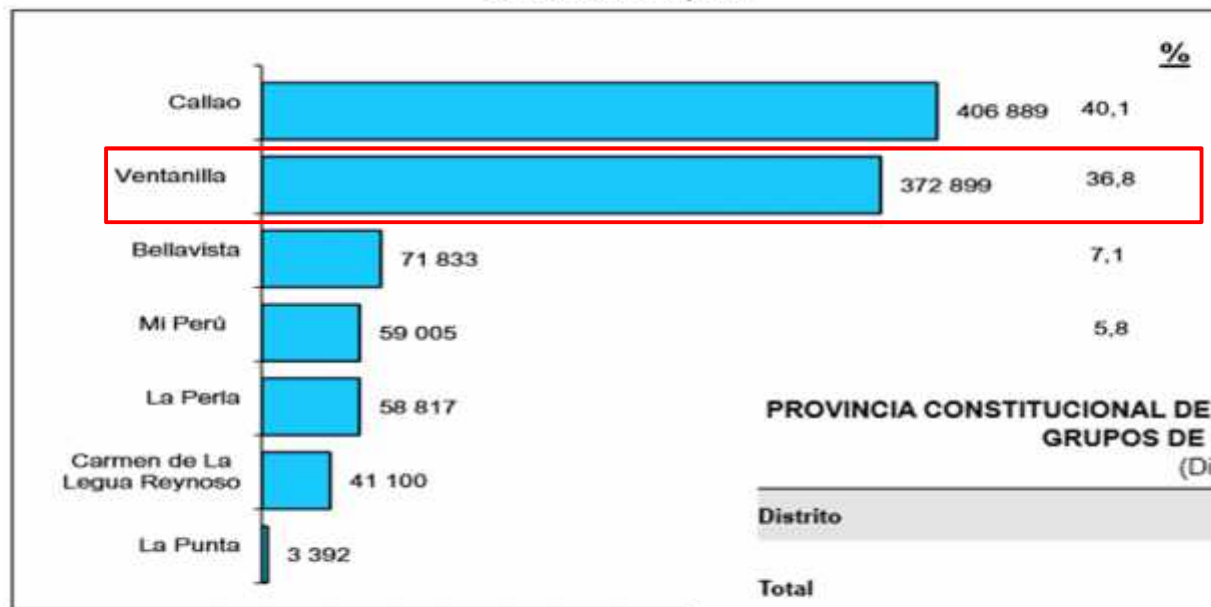 %
Callao 406 889 40,1
Ventanilla 372 899 36,8
Bellavista 71 833 7,1
Mi Perú 59 005 5,8
La Perla 58 817
Carmen de La
Legua Reynoso 41 100
La Punta 3 392
PROVINCIA CONSTITUCIONAL DE
GRUPOS DE
(Di
Distrito
Total